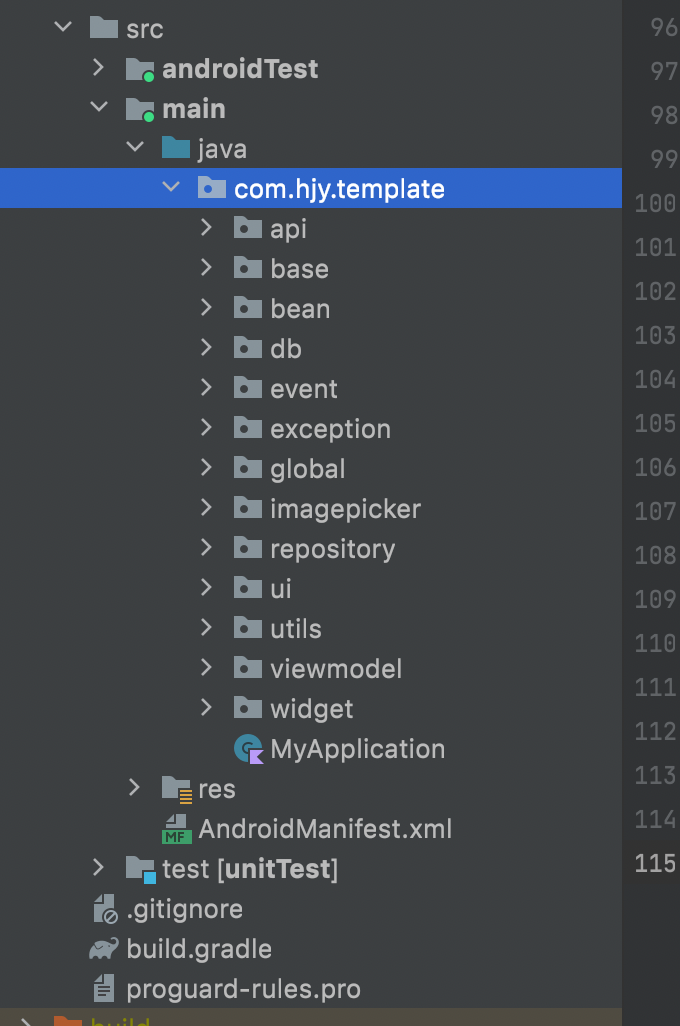 src
androidTest
main
java
com.hjy.template
api
base
bean
db
event
exception
global
imagepicker
repository
ui
utils
viewmodel
widget
MyApplication
res
AndroidManifest.xml
test [unitTest]
.gitignore
build.gradle
proguard-rules.pro
build
96
97
98
99
100
101
102
103
104
105
106
107
108
109
110
111
112
113
114
115